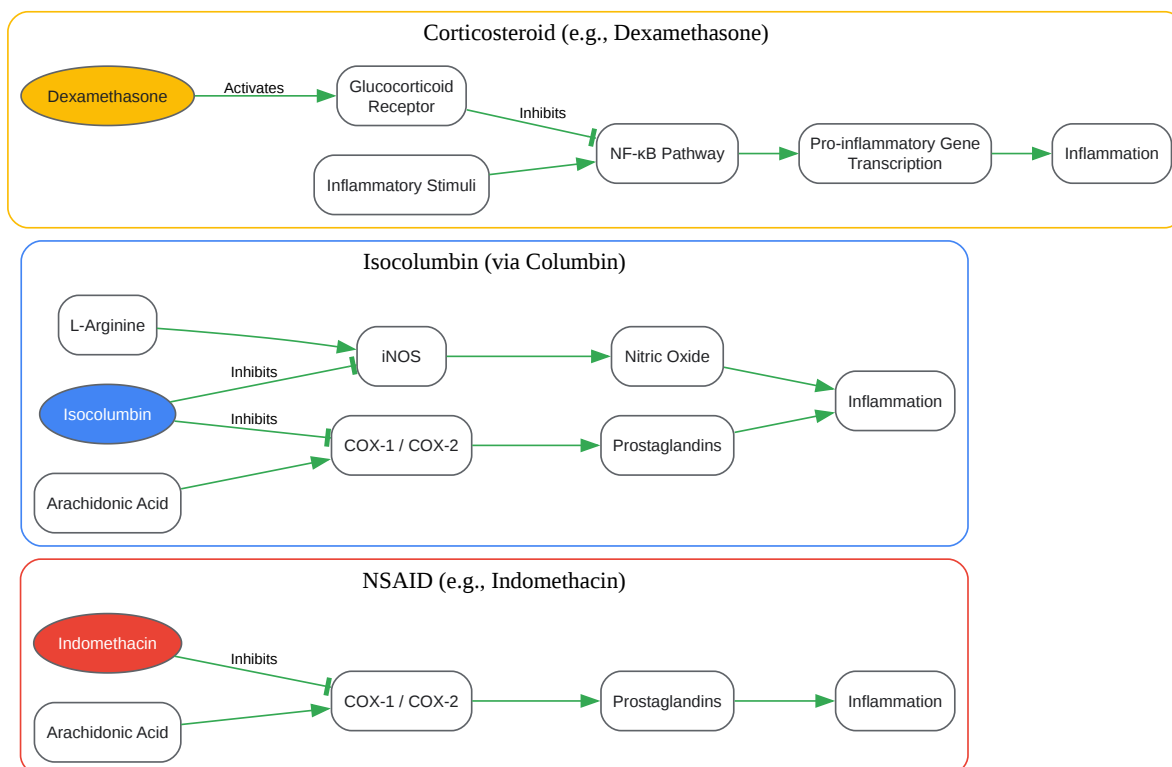 Corticosteroid (e.g., Dexamethasone)
Dexamethasone
Activates
Glucocorticoid
Receptor
Inhibits
Inflammatory Stimuli
NF-κB Pathway
Pro-inflammatory Gene
Transcription
Inflammation
Isocolumbin (via Columbin)
L-Arginine
iNOS
Nitric Oxide
Inhibits
Isocolumbin
Inhibits
Inflammation
COX-1 / COX-2
Prostaglandins
Arachidonic Acid
NSAID (e.g., Indomethacin)
Indomethacin
Inhibits
COX-1 / COX-2
Prostaglandins
Inflammation
Arachidonic Acid